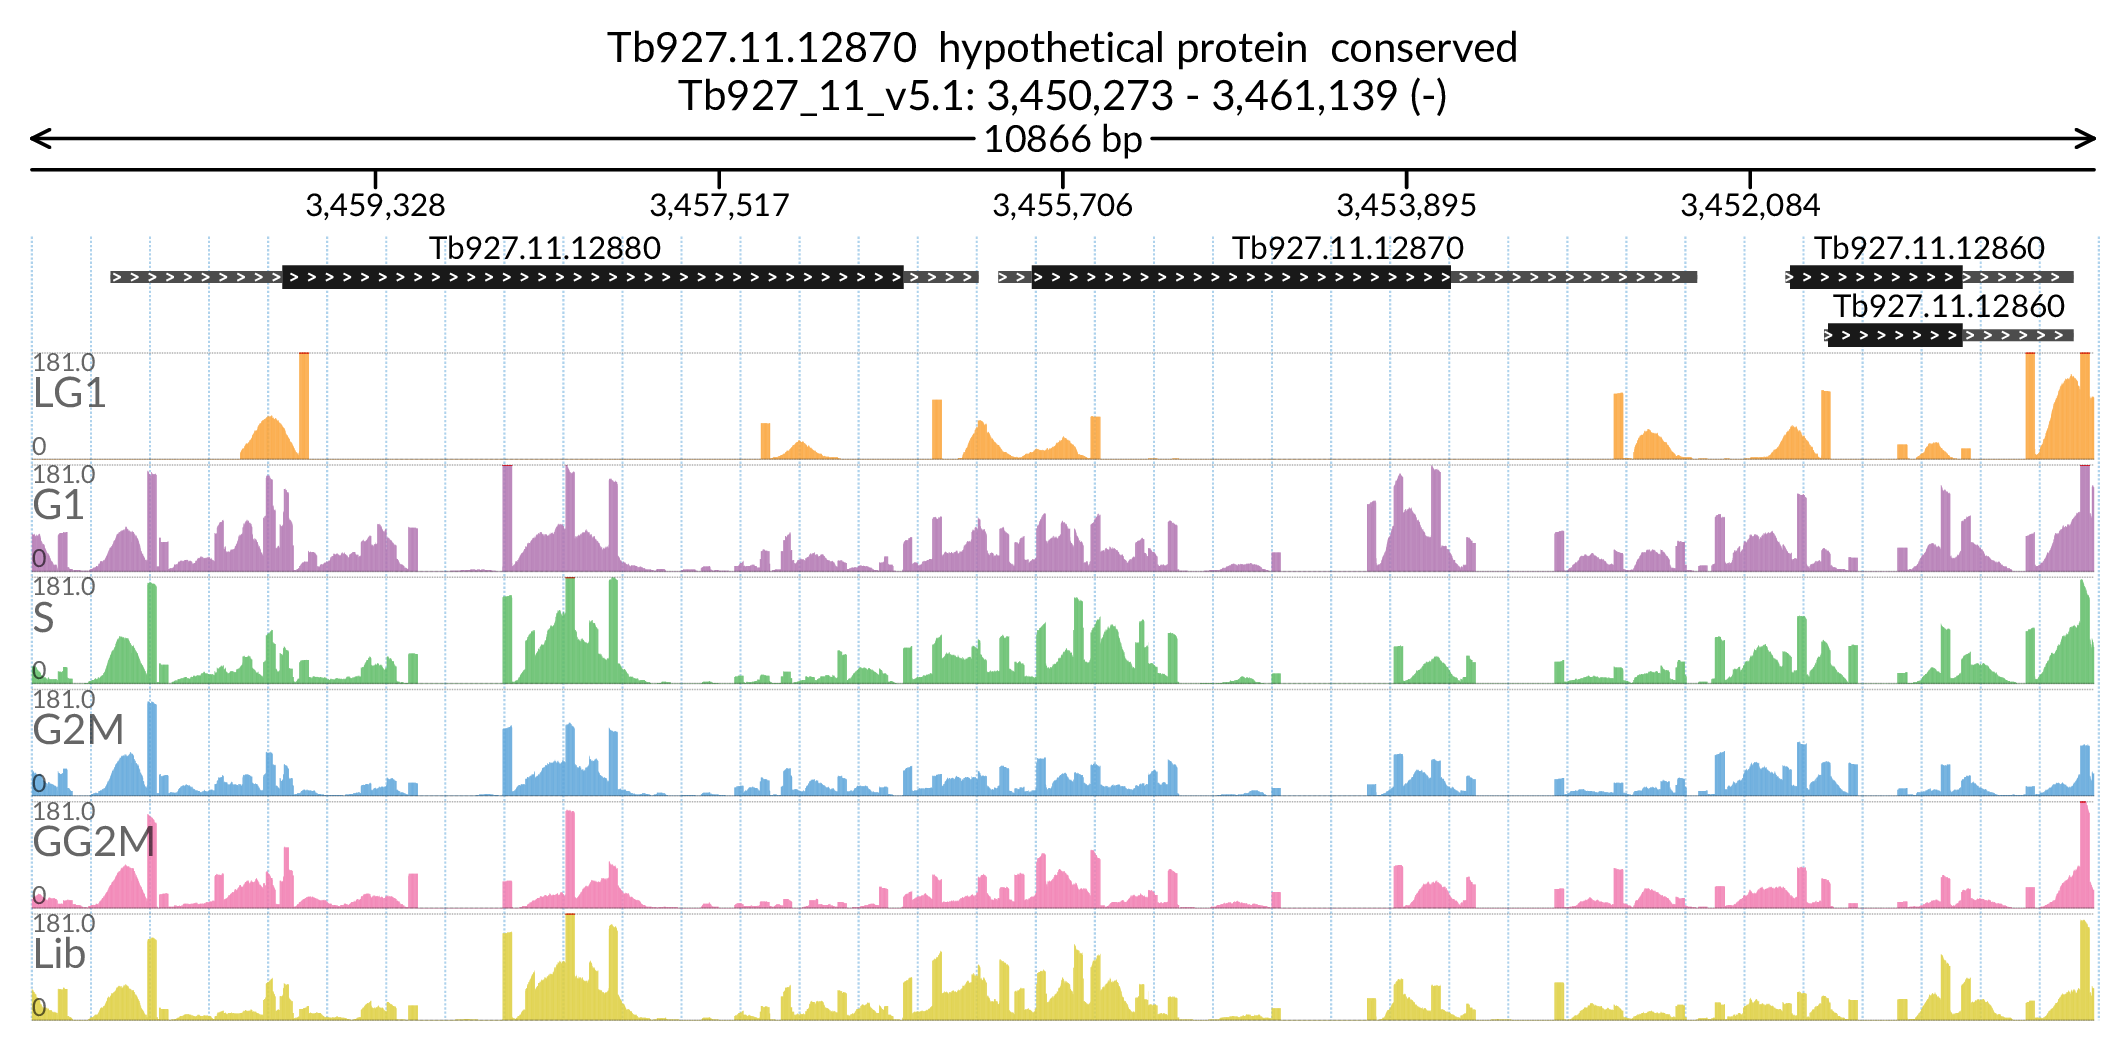 Tb927.11.12870 hypothetical protein conserved
Tb927_11_v5.1: 3,450,273 - 3,461,139 (-)
10866 bp
3,459,328 3,457,517 3,455,706 3,453,895 3,452,084
Tb927.11.12880 Tb927.11.12870 Tb927.11.12860
Tb927.11.12860
181.0
LG1
0
181.0
G1
0
181.0
S
0
181.0
G2M
0
181.0
GG2M
0
181.0
Lib
0